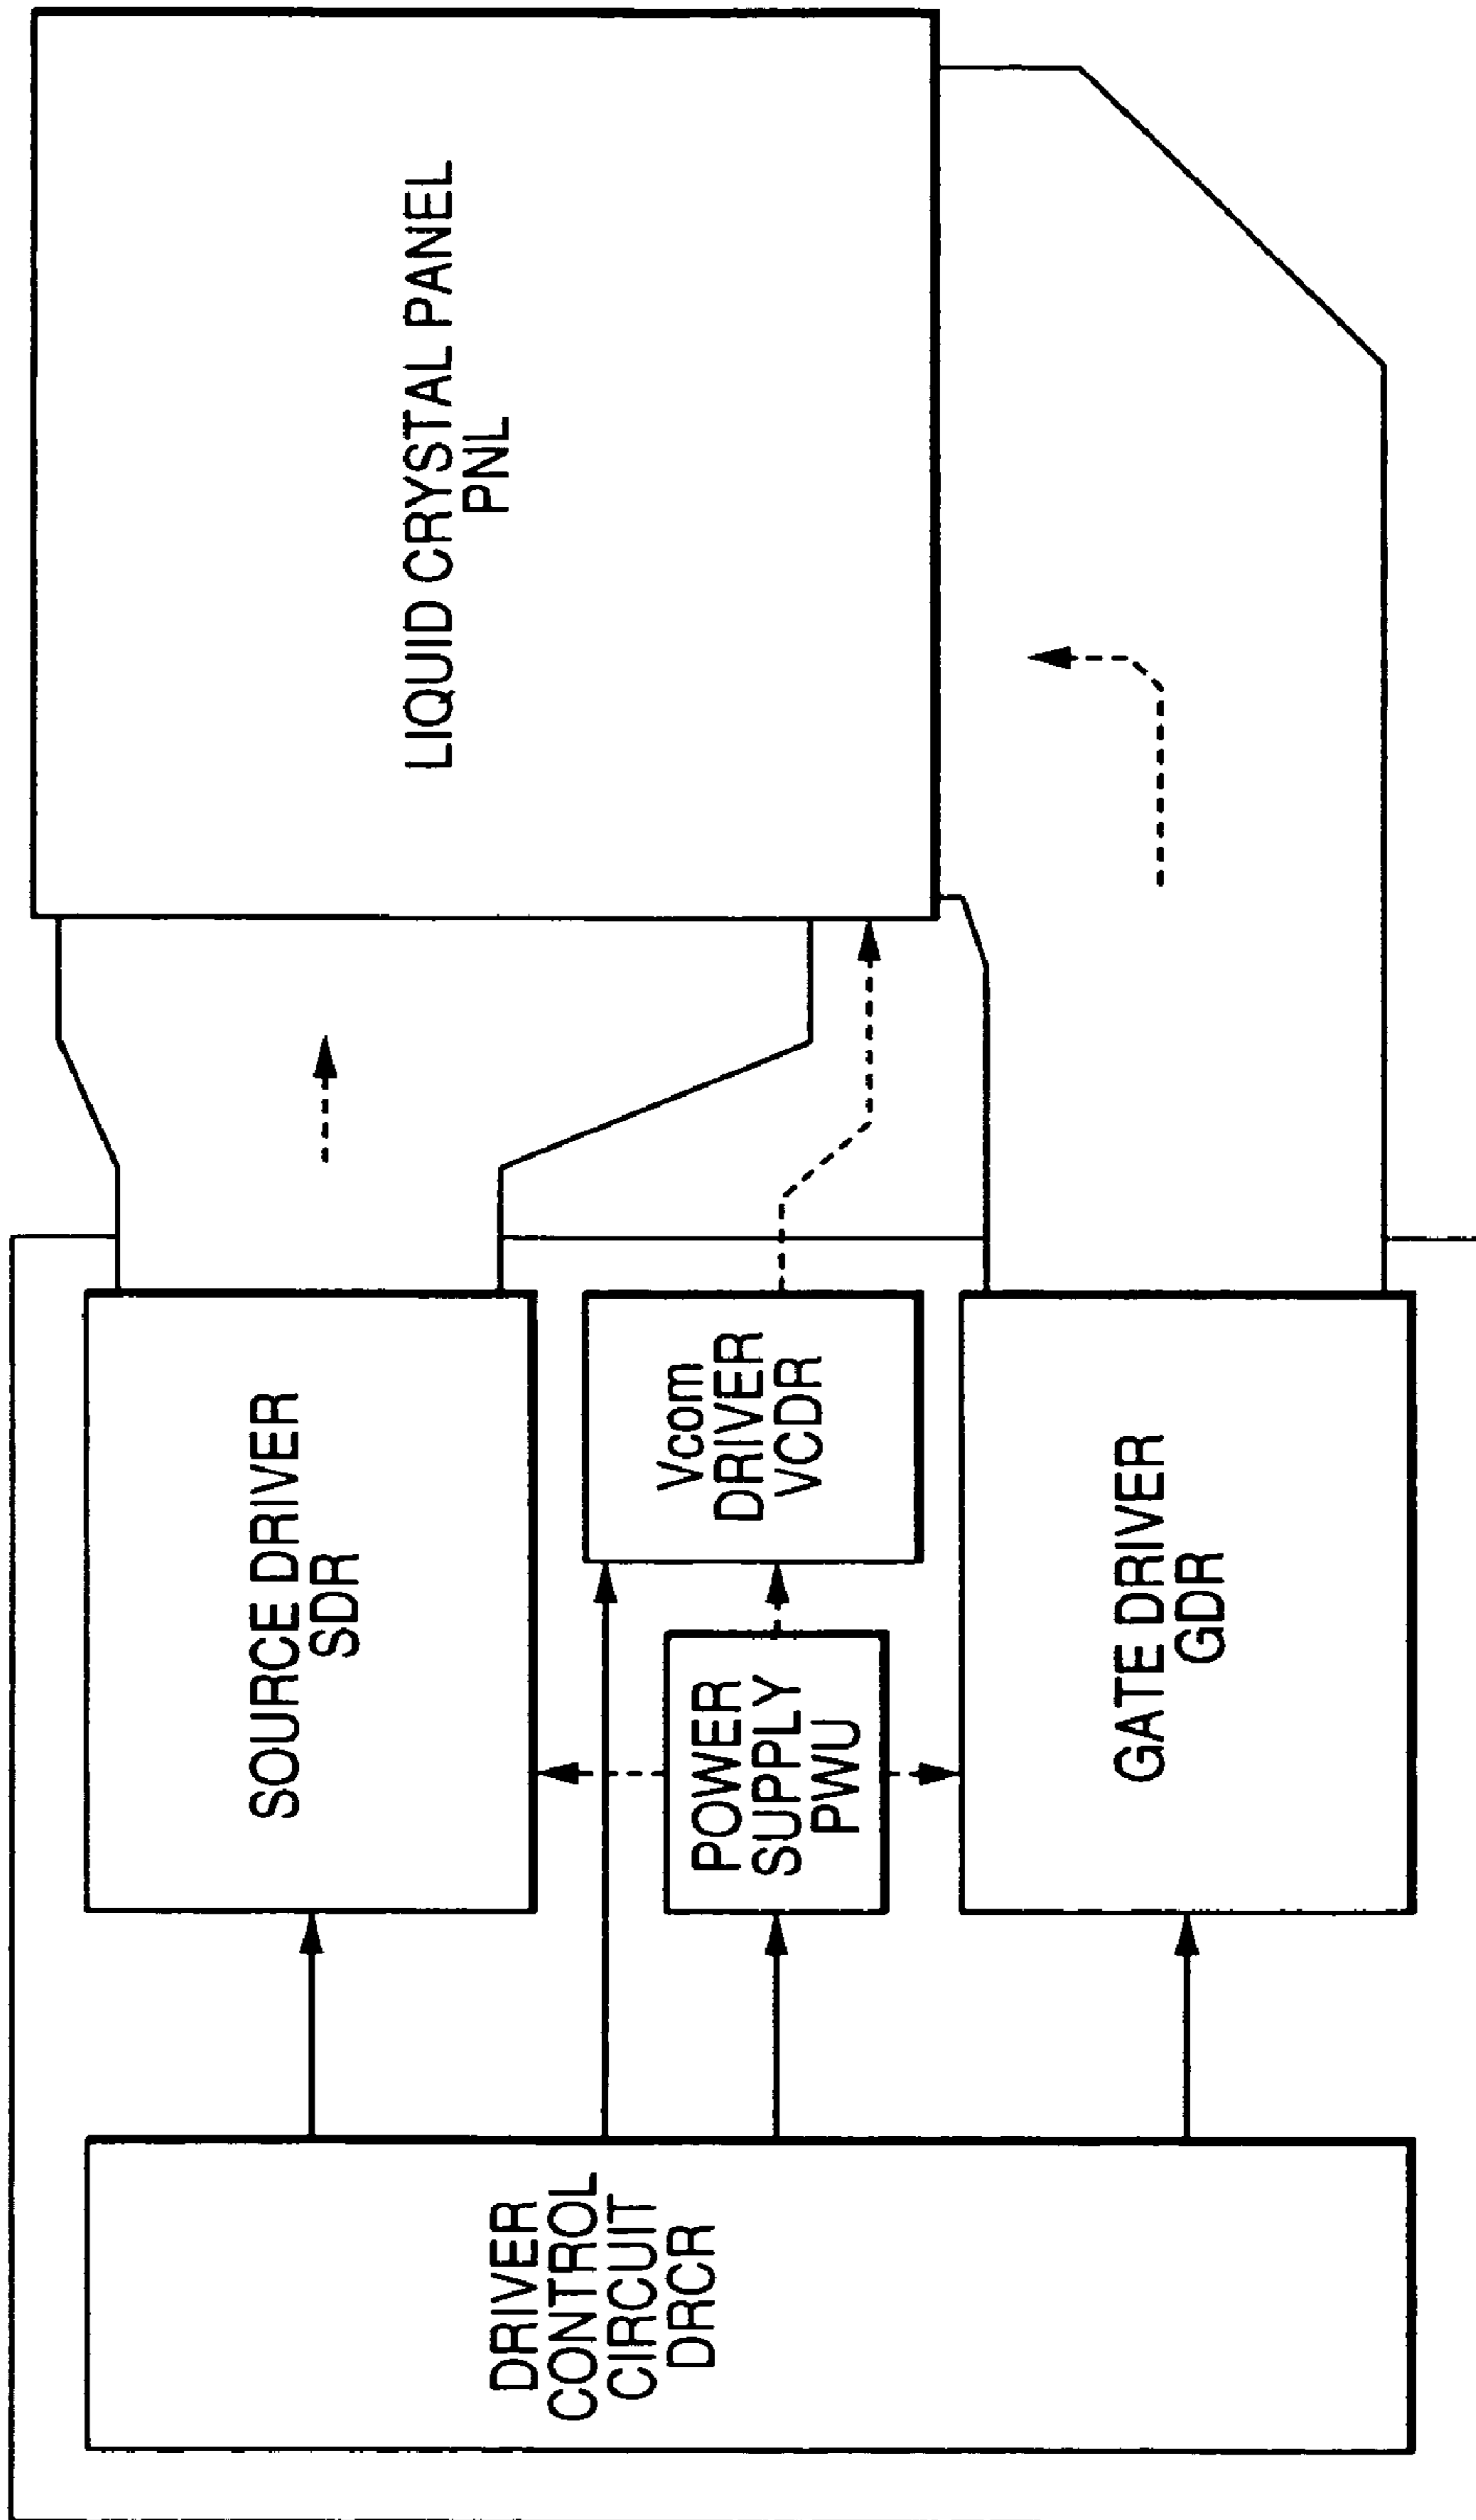 DRIVER
CONTROL
CIRCUIT
DRCR
SOURCE DRIVER
SDR
POWER
SUPPLY
PWU
Vcom
DRIVER
VCDR
GATE DRIVER
GDR
LIQUID CRYSTAL PANEL
PNL